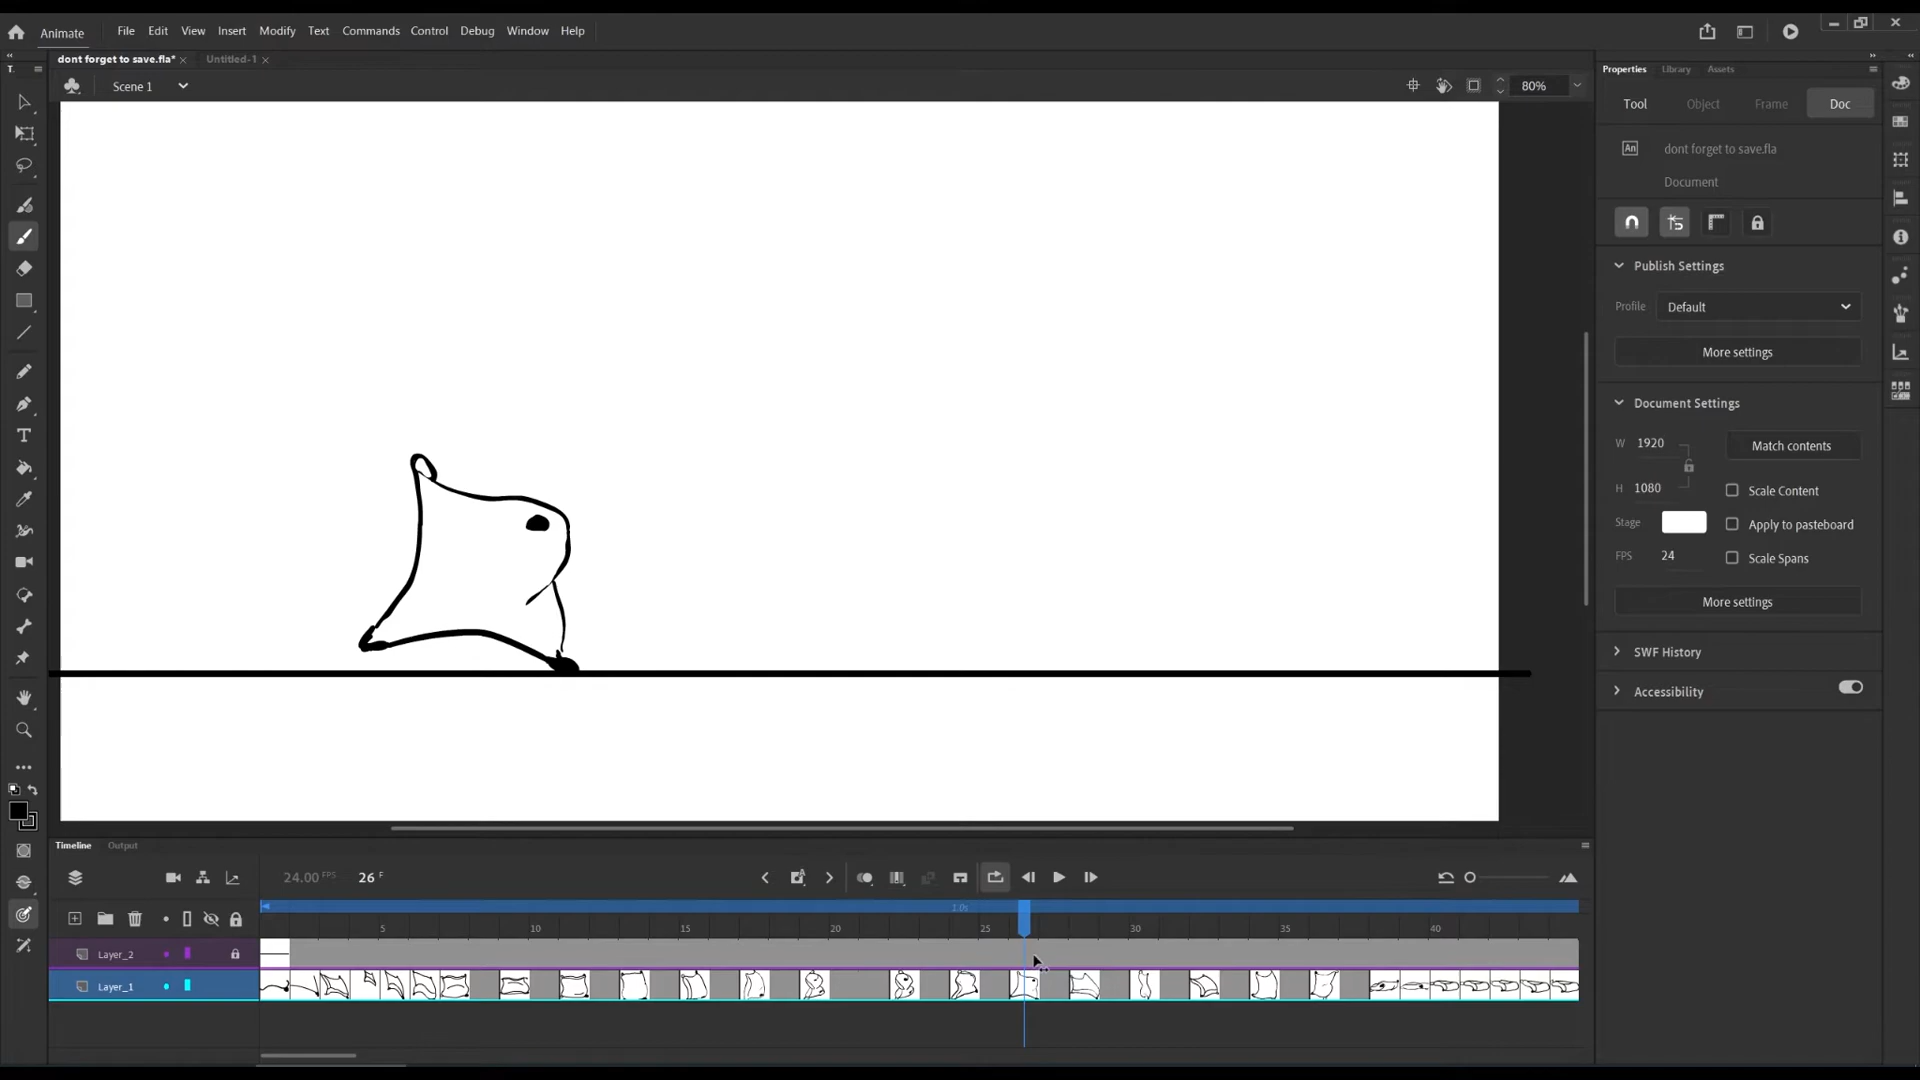 Animate File Edit View Insert Modify Text Commands Control Debug Window Help
dont forget to save.fla* × Untitled-1 ×
Scene 1 80%
T.
Properties Library Assets
Tool Object Frame Doc
An dont forget to save.fla
Document
Publish Settings
Profile Default
More settings
Document Settings
W 1920 Match contents
H 1080 Scale Content
Stage Apply to pasteboard
FPS 24 Scale Spans
More settings
SWF History
Accessibility
Timeline Output
24.00 FPS 26 F
1.0s
5 10 15 20 25 30 35 40
Layer_2
Layer_1